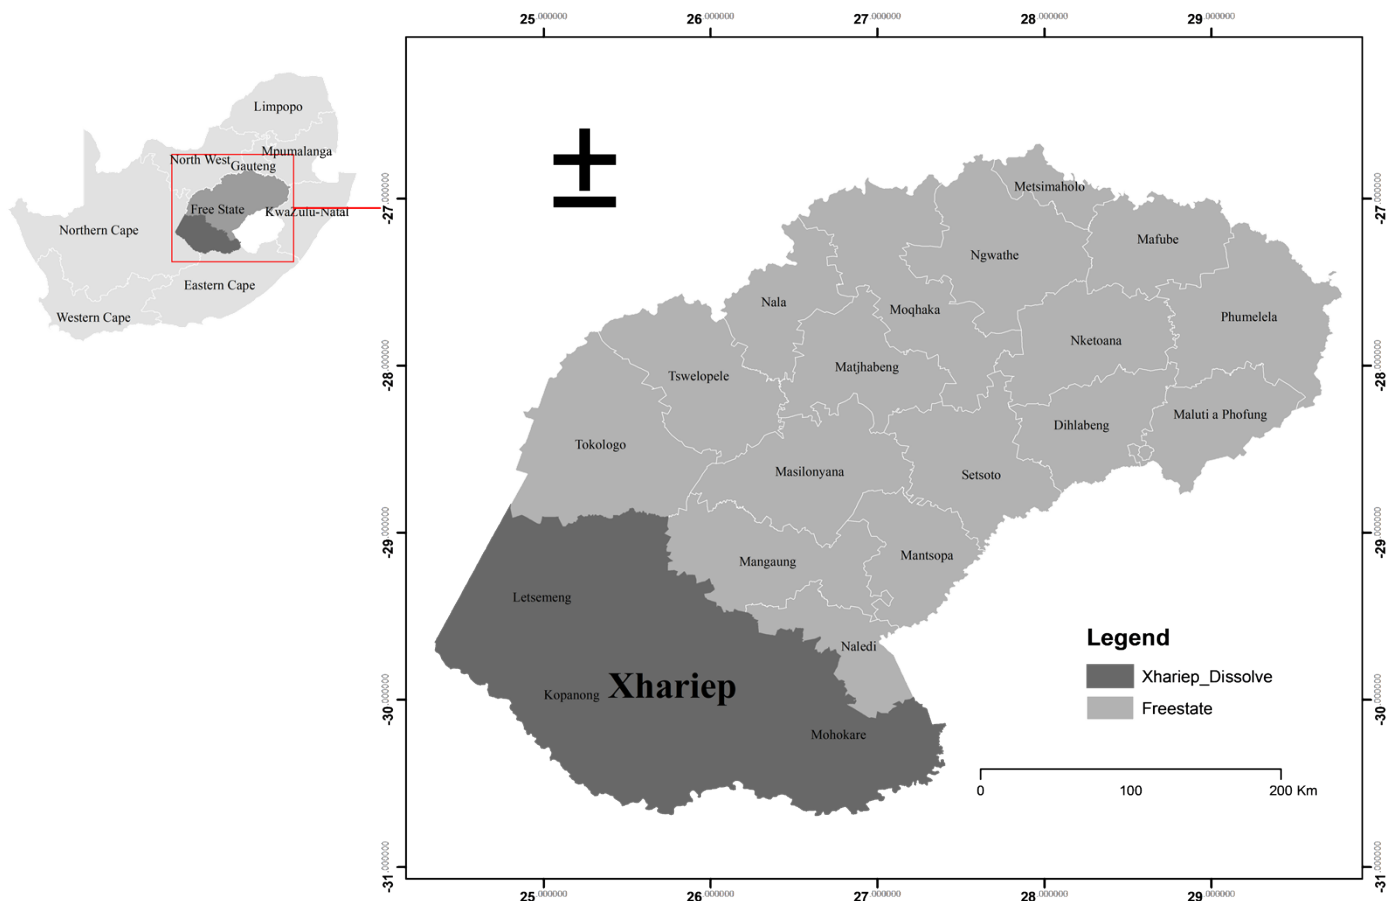 25.000000 26.000000 27.000000 28.000000 29.000000
Limpopo
Mpumalanga
North West
Gauteng
Free State
KwaZulu-Natal
Northern Cape
Eastern Cape
Western Cape
-27.000000
-28.000000
-29.000000
-30.000000
-31.000000
Metsimaholo
Mafube
Ngwathe
Nala
Moqhaka
Phumelela
Nketoana
Matjhabeng
Tswelopele
Maluti a Phofung
Dihlabeng
Tokologo
Masilonyana
Setsoto
Mantsopa
Mangaung
Letsemeng
Naledi
Kopanong
Xhariep
Mohokare
-27.000000
-28.000000
-29.000000
-30.000000
-31.000000
Legend
Xhariep_Dissolve
Freestate
0 100 200 Km
25.000000 26.000000 27.000000 28.000000 29.000000